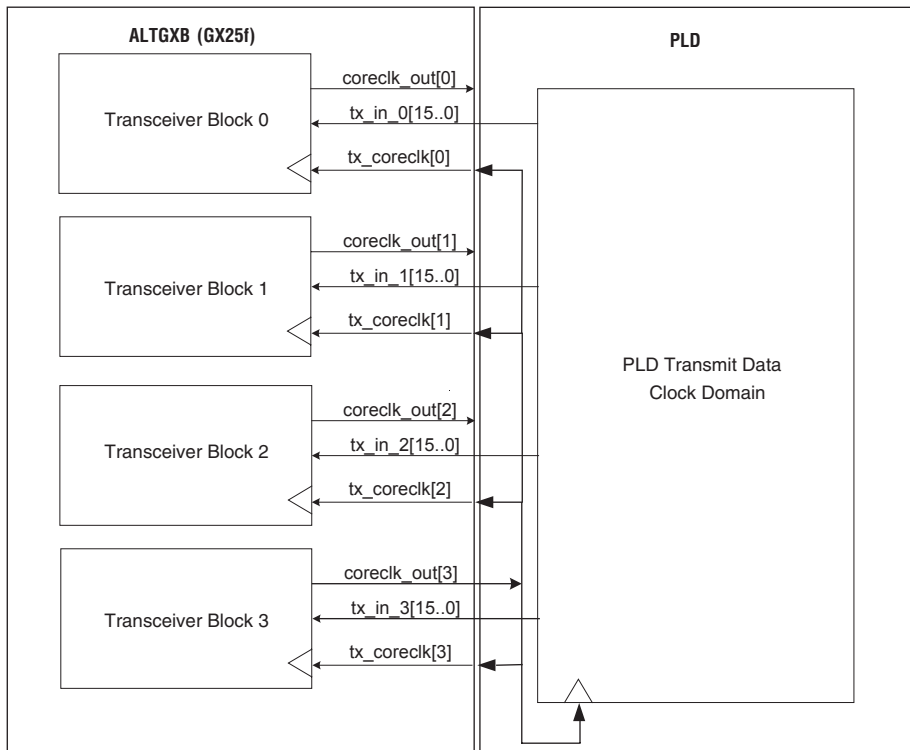 ALTGXB (GX25f)
PLD
Transceiver Block 0
coreclk_out[0]
tx_in_0[15..0]
tx_coreclk[0]
Transceiver Block 1
coreclk_out[1]
tx_in_1[15..0]
tx_coreclk[1]
Transceiver Block 2
coreclk_out[2]
tx_in_2[15..0]
tx_coreclk[2]
Transceiver Block 3
coreclk_out[3]
tx_in_3[15..0]
tx_coreclk[3]
PLD Transmit Data
Clock Domain